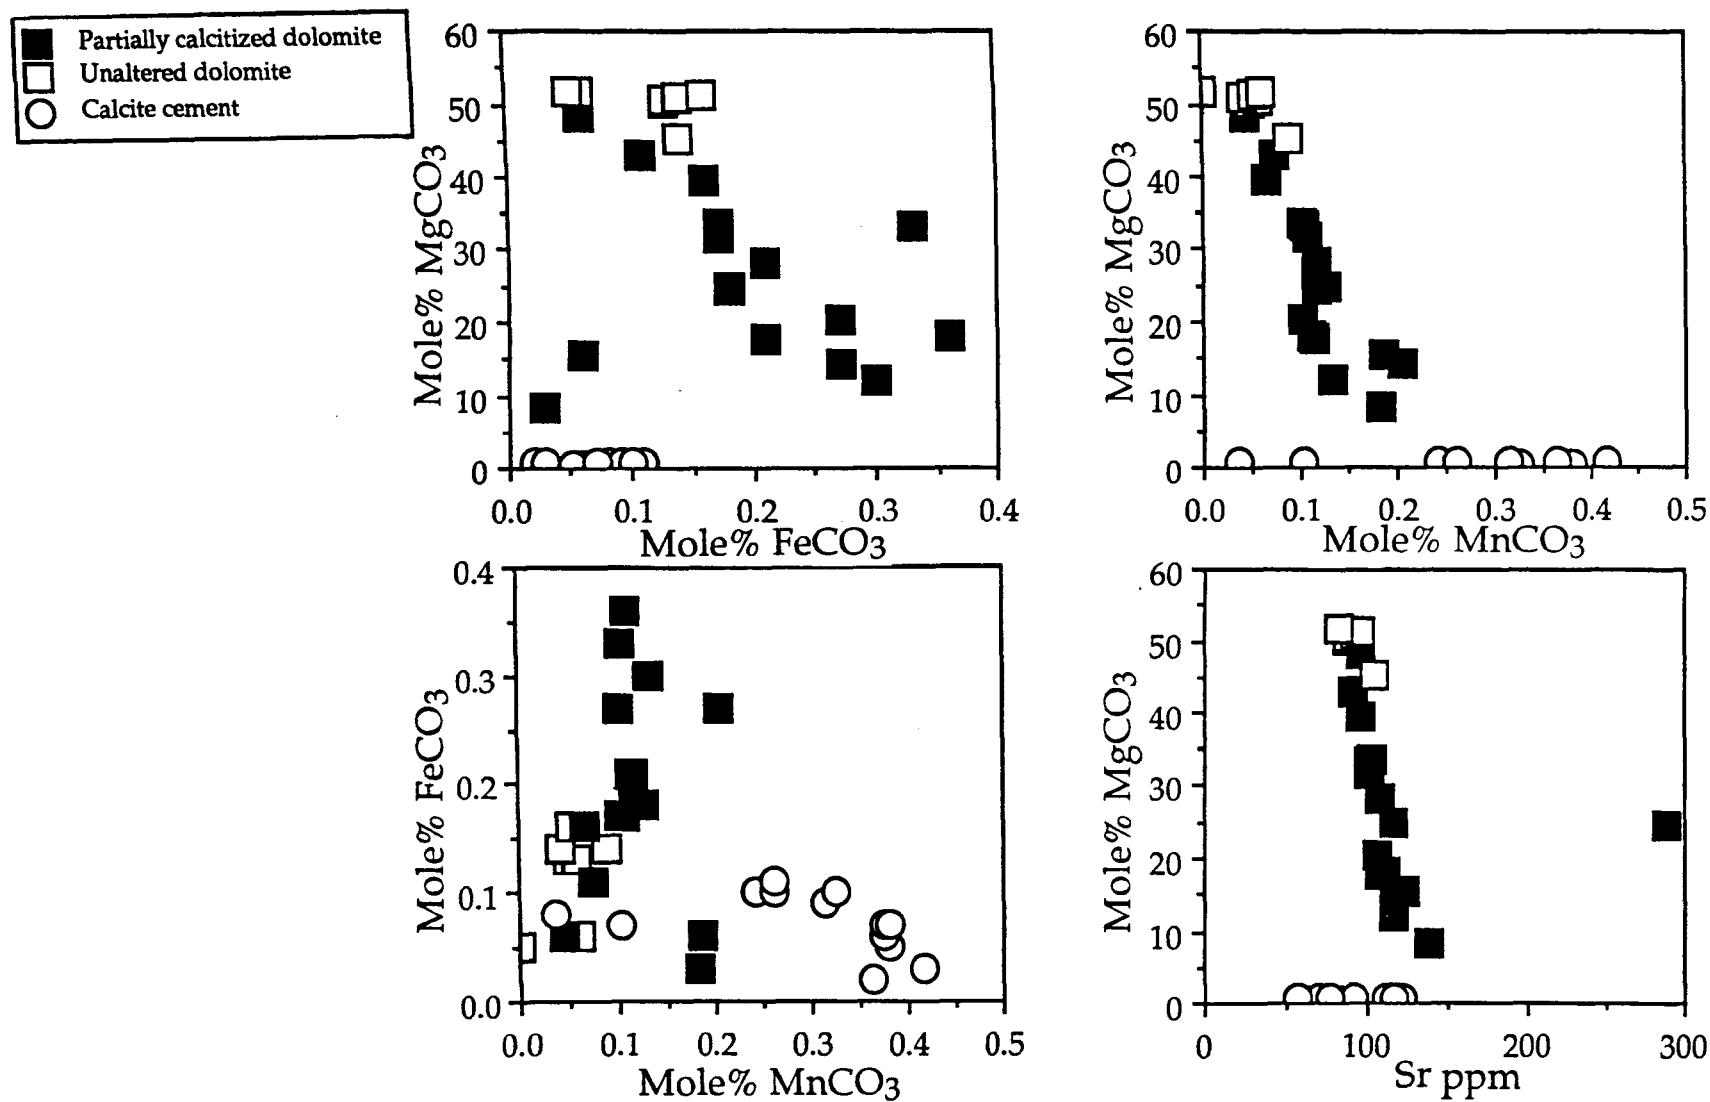 Partially calcitized dolomite
Unaltered dolomite
Calcite cement
60
50
40
30
20
10
0
Mole% MgCO3
0.0 0.1 0.2 0.3 0.4
Mole% FeCO3
60
50
40
30
20
10
0
Mole% MgCO3
0.0 0.1 0.2 0.3 0.4 0.5
Mole% MnCO3
0.4
0.3
0.2
0.1
0.0
Mole% FeCO3
0.0 0.1 0.2 0.3 0.4 0.5
Mole% MnCO3
60
50
40
30
20
10
0
Mole% MgCO3
0 100 200 300
Sr ppm